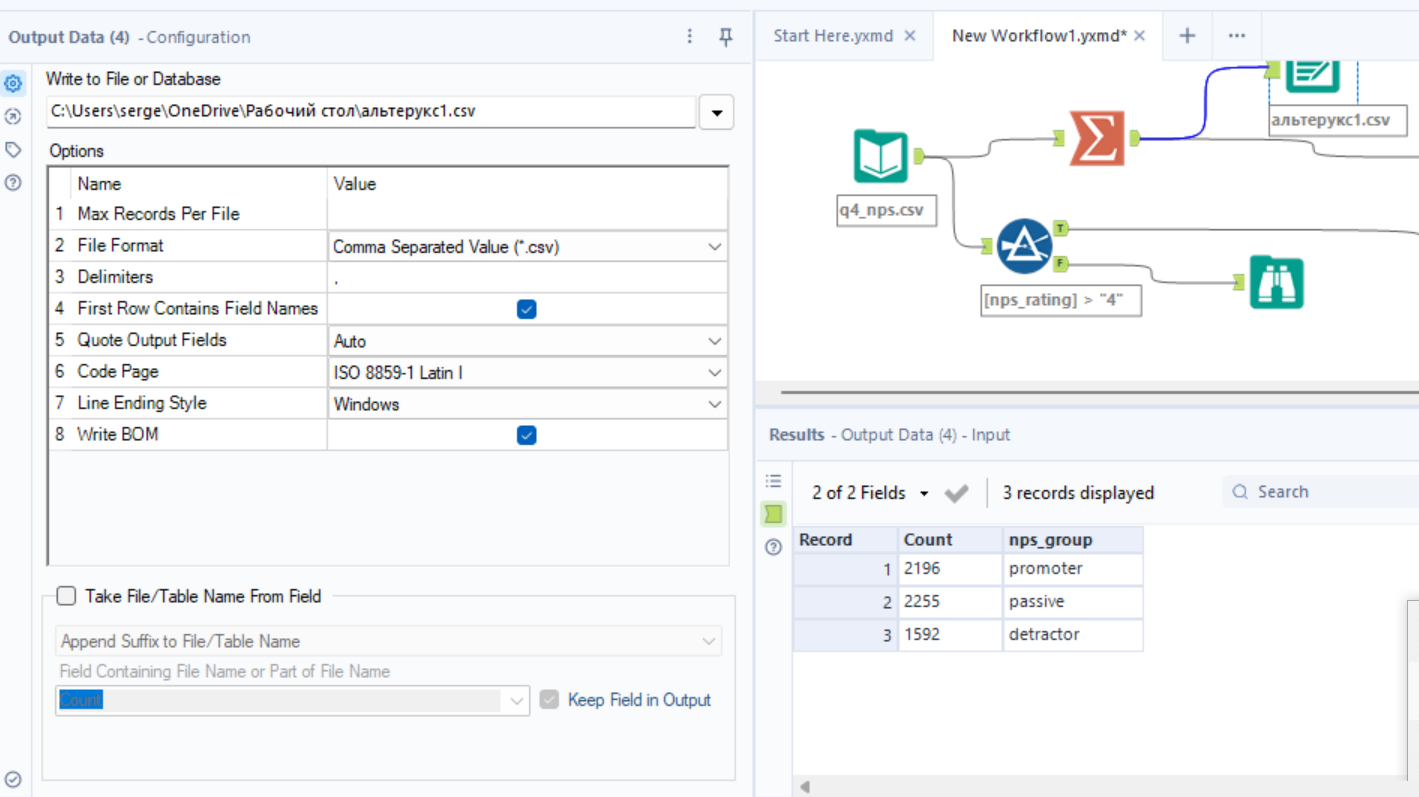 Output Data (4) - Configuration
Write to File or Database
C:\Users\serge\OneDrive\Рабочий стол\альтерукс1.csv
Options
Name Value
1 Max Records Per File
2 File Format Comma Separated Value (*.csv)
3 Delimiters ,
4 First Row Contains Field Names
5 Quote Output Fields Auto
6 Code Page ISO 8859-1 Latin I
7 Line Ending Style Windows
8 Write BOM
Take File/Table Name From Field
Append Suffix to File/Table Name
Field Containing File Name or Part of File Name
Count
Keep Field in Output
Start Here.yxmd
New Workflow1.yxmd*
альтерукс1.csv
q4_nps.csv
T
F
[nps_rating] > "4"
Results - Output Data (4) - Input
2 of 2 Fields
3 records displayed
Search
Record Count nps_group
1 2196 promoter
2 2255 passive
3 1592 detractor